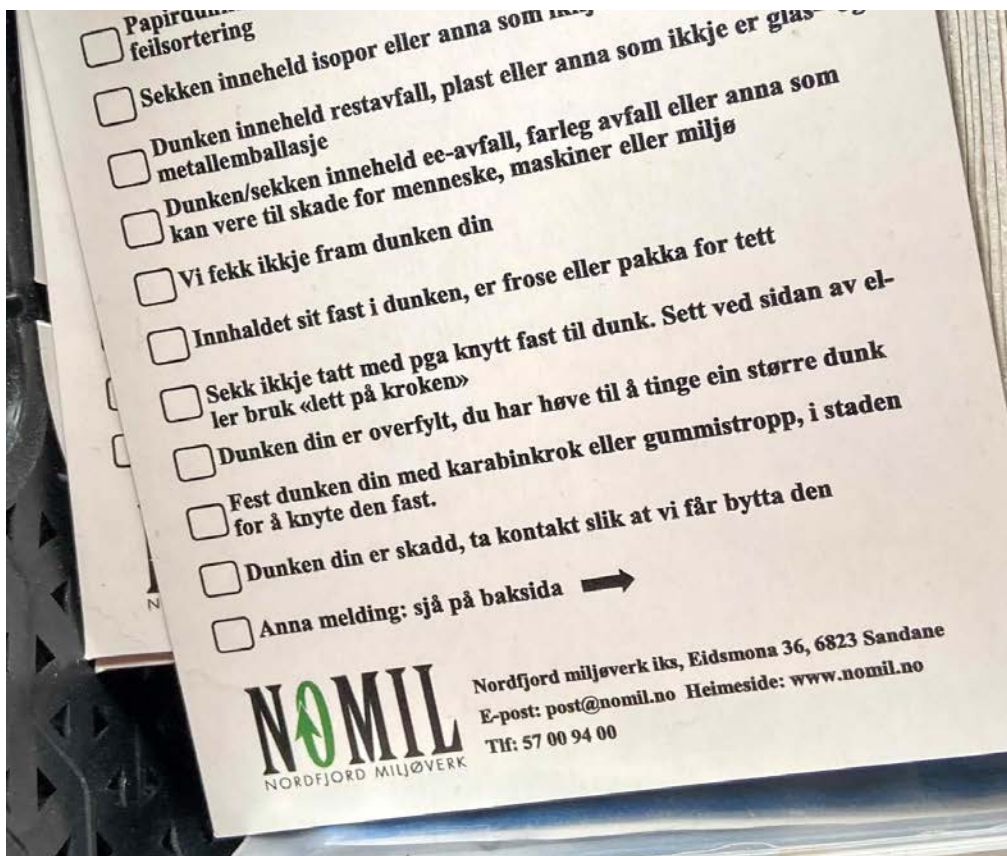 feilsortering
Sekken inneheld isopor eller anna som
Dunken inneheld restavfall, plast eller anna som ikkje er
metallemballasje
Dunken/sekken inneheld ee-avfall, farleg avfall eller anna som
kan vere til skade for menneske, maskiner eller miljø
Vi fekk ikkje fram dunken din
Innhaldet sit fast i dunken, er frose eller pakka for tett
Sekk ikkje tatt med pga knytt fast til dunk. Sett ved sidan av el-
ler bruk «lett på kroken»
Dunken din er overfylt, du har høve til å tinge ein større dunk
Fest dunken din med karabinkrok eller gummistropp, i staden
for å knyte den fast.
Dunken din er skadd, ta kontakt slik at vi får bytta den
Anna melding: sjå på baksida
NOMIL
NORDFJORD MILJØVERK
Nordfjord miljøverk iks, Eidsmona 36, 6823 Sandane
E-post: post@nomil.no Heimeside: www.nomil.no
Tlf: 57 00 94 00